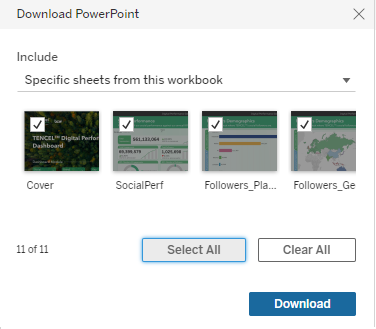 Download PowerPoint
Include
Specific sheets from this workbook
TENCEL™ Digital Perfor
Dashboard
Cover
SocialPerf
Followers_Pla...
Followers_Ge
11 of 11
Select All
Clear All
Download